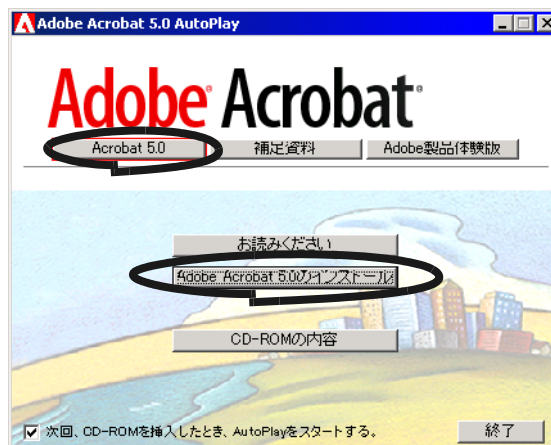 Adobe Acrobat 5.0 AutoPlay
Adobe Acrobat
Acrobat 5.0 補足資料 Adobe製品体験版
お読みください
Adobe Acrobat 5.0のインストール
CD-ROMの内容
次回、CD-ROMを挿入したとき、AutoPlayをスタートする。 終了